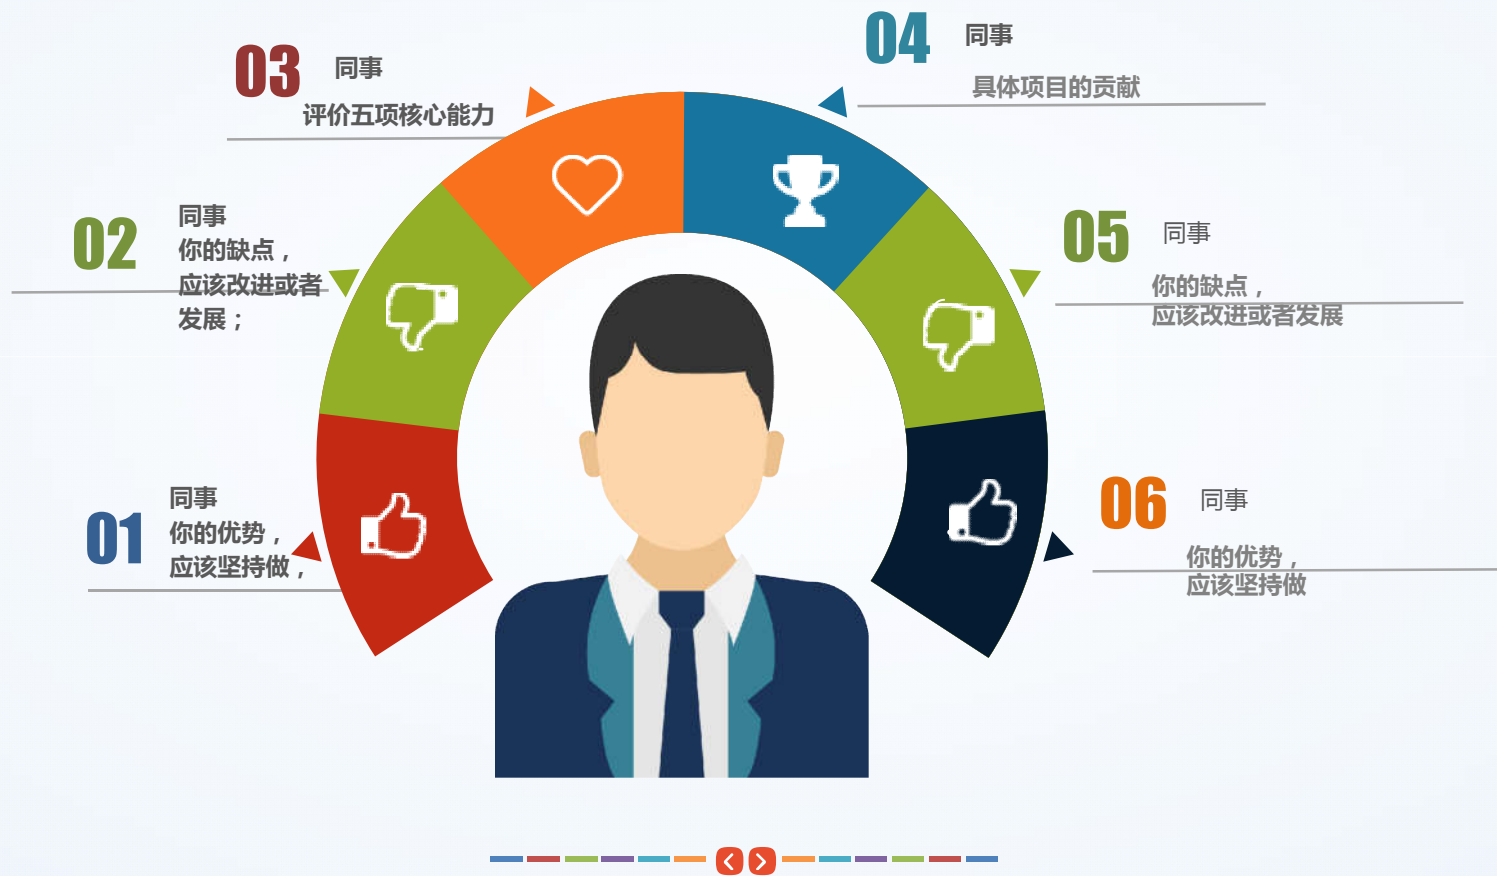 01
同事
你的优势，
应该坚持做，
02
同事
你的缺点，
应该改进或者
发展；
03
同事
评价五项核心能力
04
同事
具体项目的贡献
05
同事
你的缺点，
应该改进或者发展
06
同事
你的优势，
应该坚持做